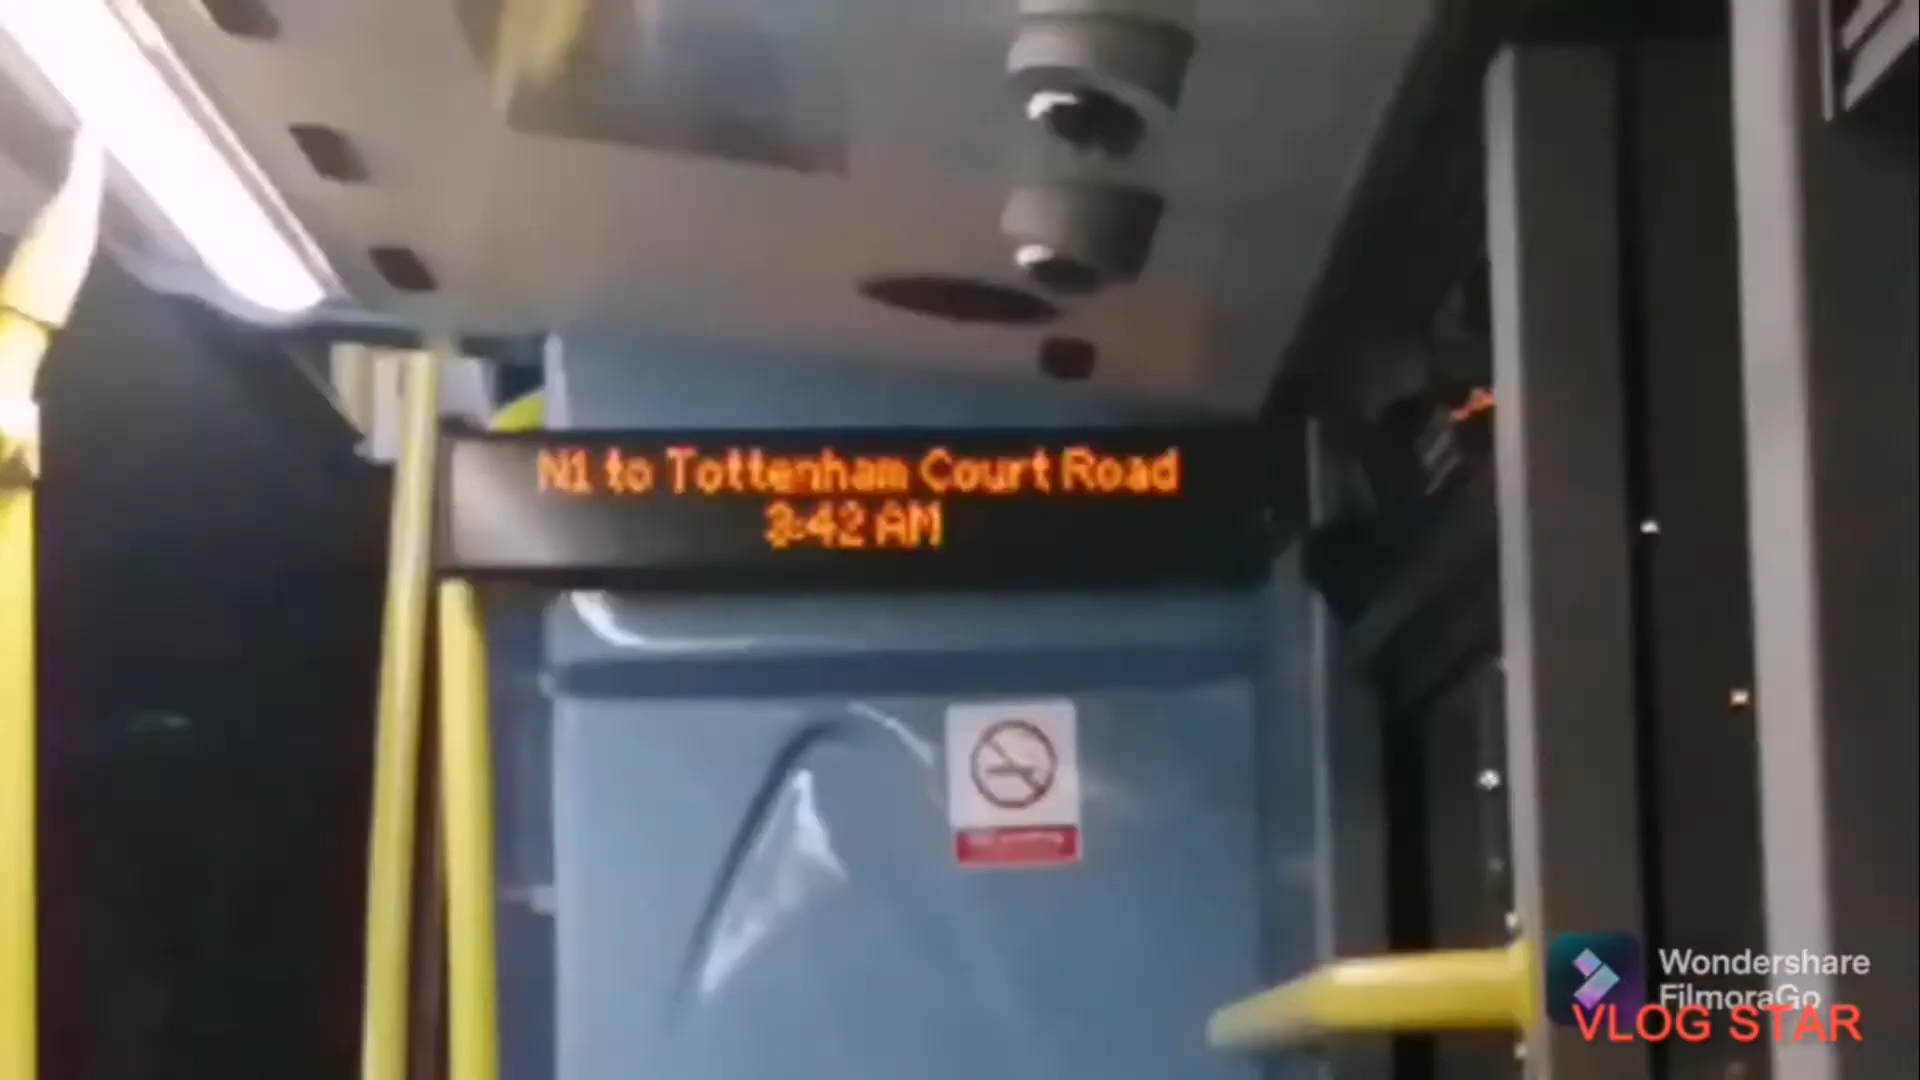 N1 to Tottenham Court Road
3:42 AM
Wondershare
FilmoraGo
VLOG STAR